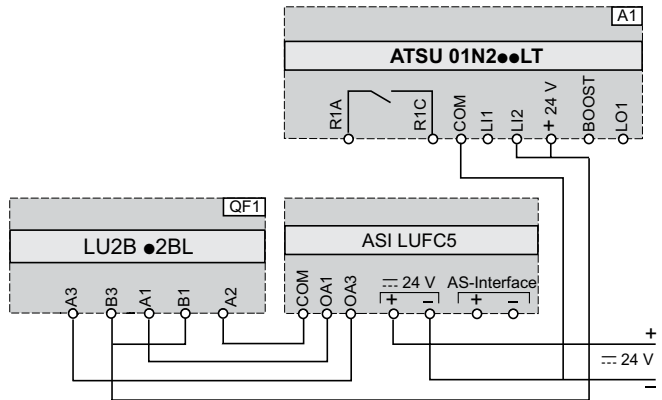 A1
ATSU 01N2●●LT
R1A
R1C
COM
LI1
LI2
+ 24 V
BOOST
LO1
QF1
LU2B ●2BL
A3
B3
A1
B1
A2
ASI LUFC5
COM
OA1
OA3
⎓ 24 V
+ –
AS-Interface
+ –
+
⎓ 24 V
–